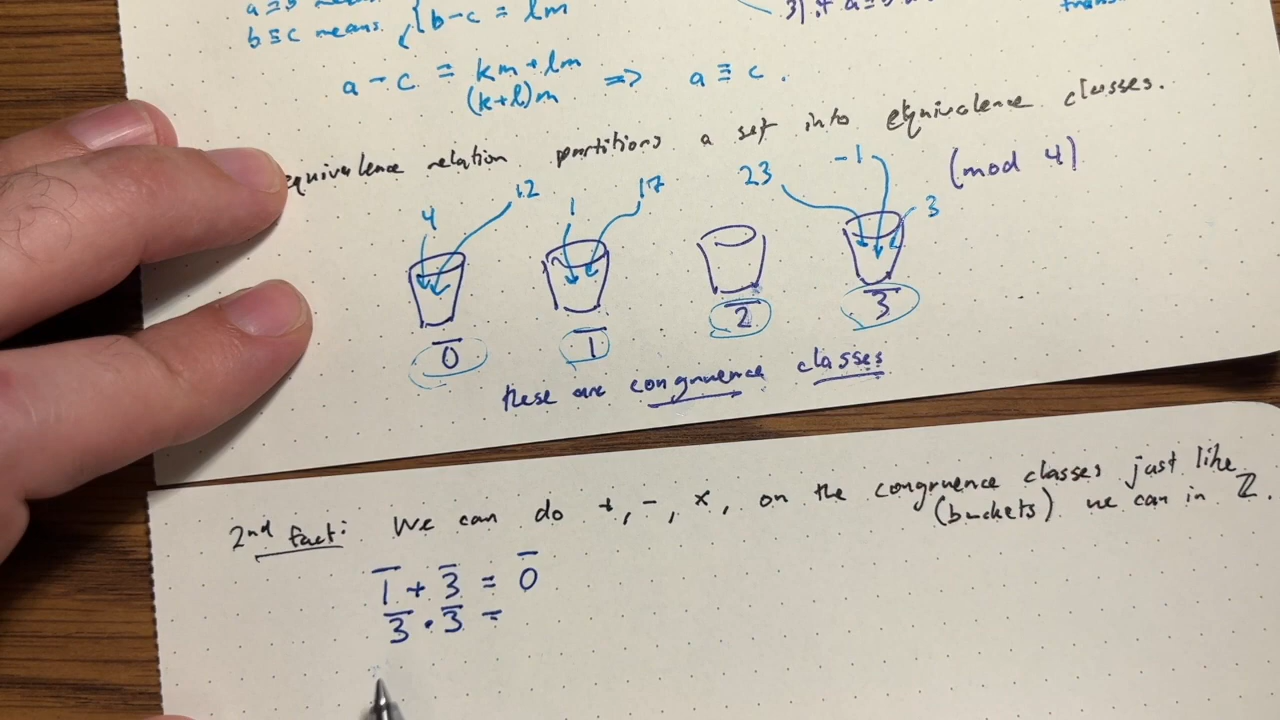 a ≡ b
b ≡ c means { b - c = lm
3) if a ≡ b
a - c = km + lm => a ≡ c.
(k+l)m
equivalence relation partitions a set into equivalence classes.
4 12 1 17 23 -1 3 (mod 4)
0̅ 1̅ 2̅ 3̅
these are congruence classes
2nd fact: We can do +, -, ×, on the congruence classes just like
(buckets) we can in ℤ.
1̅ + 3̅ = 0̅
3̅ · 3̅ =